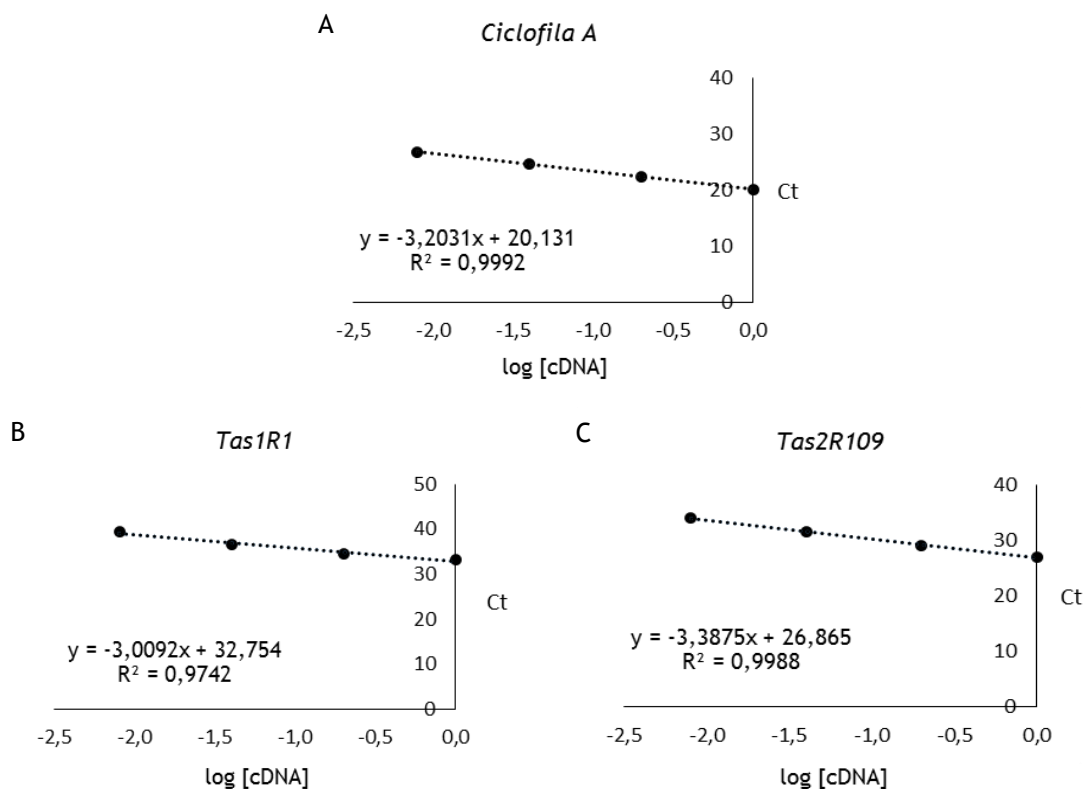 A
Ciclofila A
40
30
20
10
0
Ct
y = -3,2031x + 20,131
R² = 0,9992
-2,5 -2,0 -1,5 -1,0 -0,5 0,0
log [cDNA]
B
Tas1R1
50
40
30
20
10
0
Ct
y = -3,0092x + 32,754
R² = 0,9742
-2,5 -2,0 -1,5 -1,0 -0,5 0,0
log [cDNA]
C
Tas2R109
40
30
20
10
0
Ct
y = -3,3875x + 26,865
R² = 0,9988
-2,5 -2,0 -1,5 -1,0 -0,5 0,0
log [cDNA]